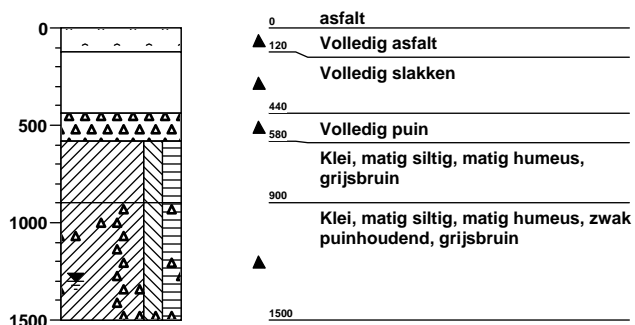 0
500
1000
1500
0 asfalt
120 Volledig asfalt
Volledig slakken
440
580 Volledig puin
Klei, matig siltig, matig humeus,
grijsbruin
900
Klei, matig siltig, matig humeus, zwak
puinhoudend, grijsbruin
1500